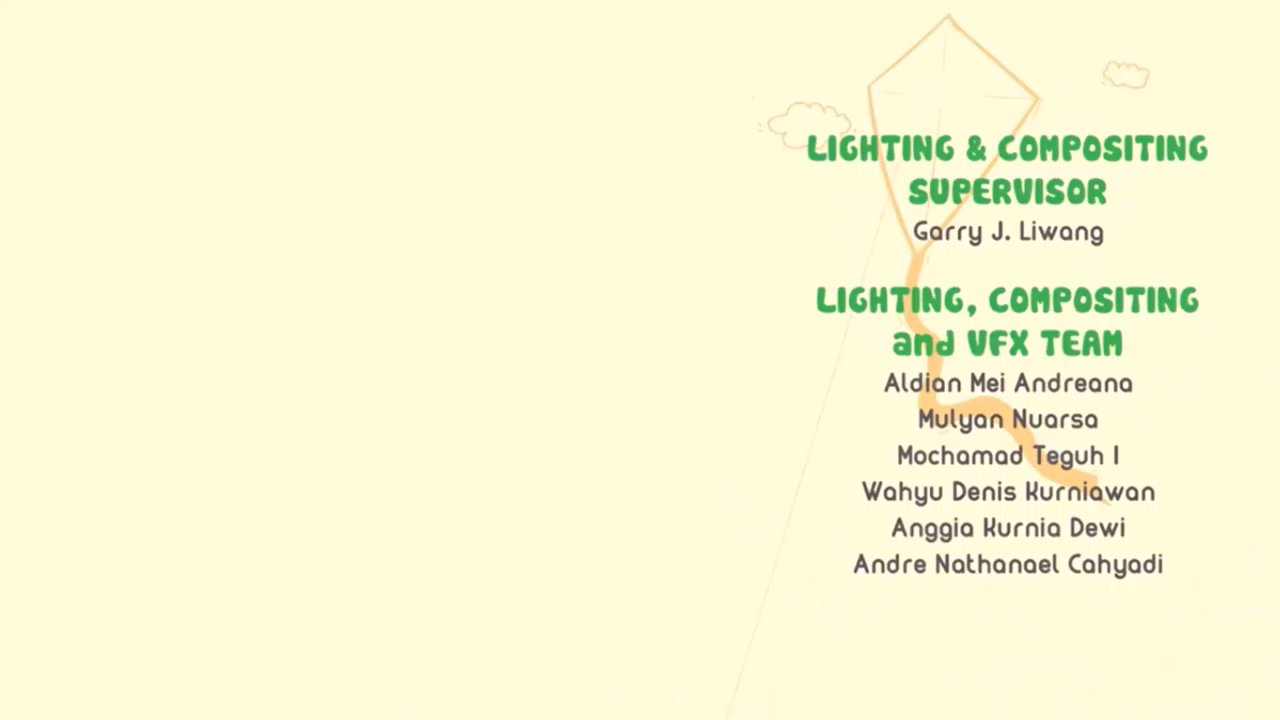 LIGHTING & COMPOSITING
SUPERVISOR
Garry J. Liwang
LIGHTING, COMPOSITING
and VFX TEAM
Aldian Mei Andreana
Mulyan Nuarsa
Mochamad Teguh I
Wahyu Denis Kurniawan
Anggia Kurnia Dewi
Andre Nathanael Cahyadi